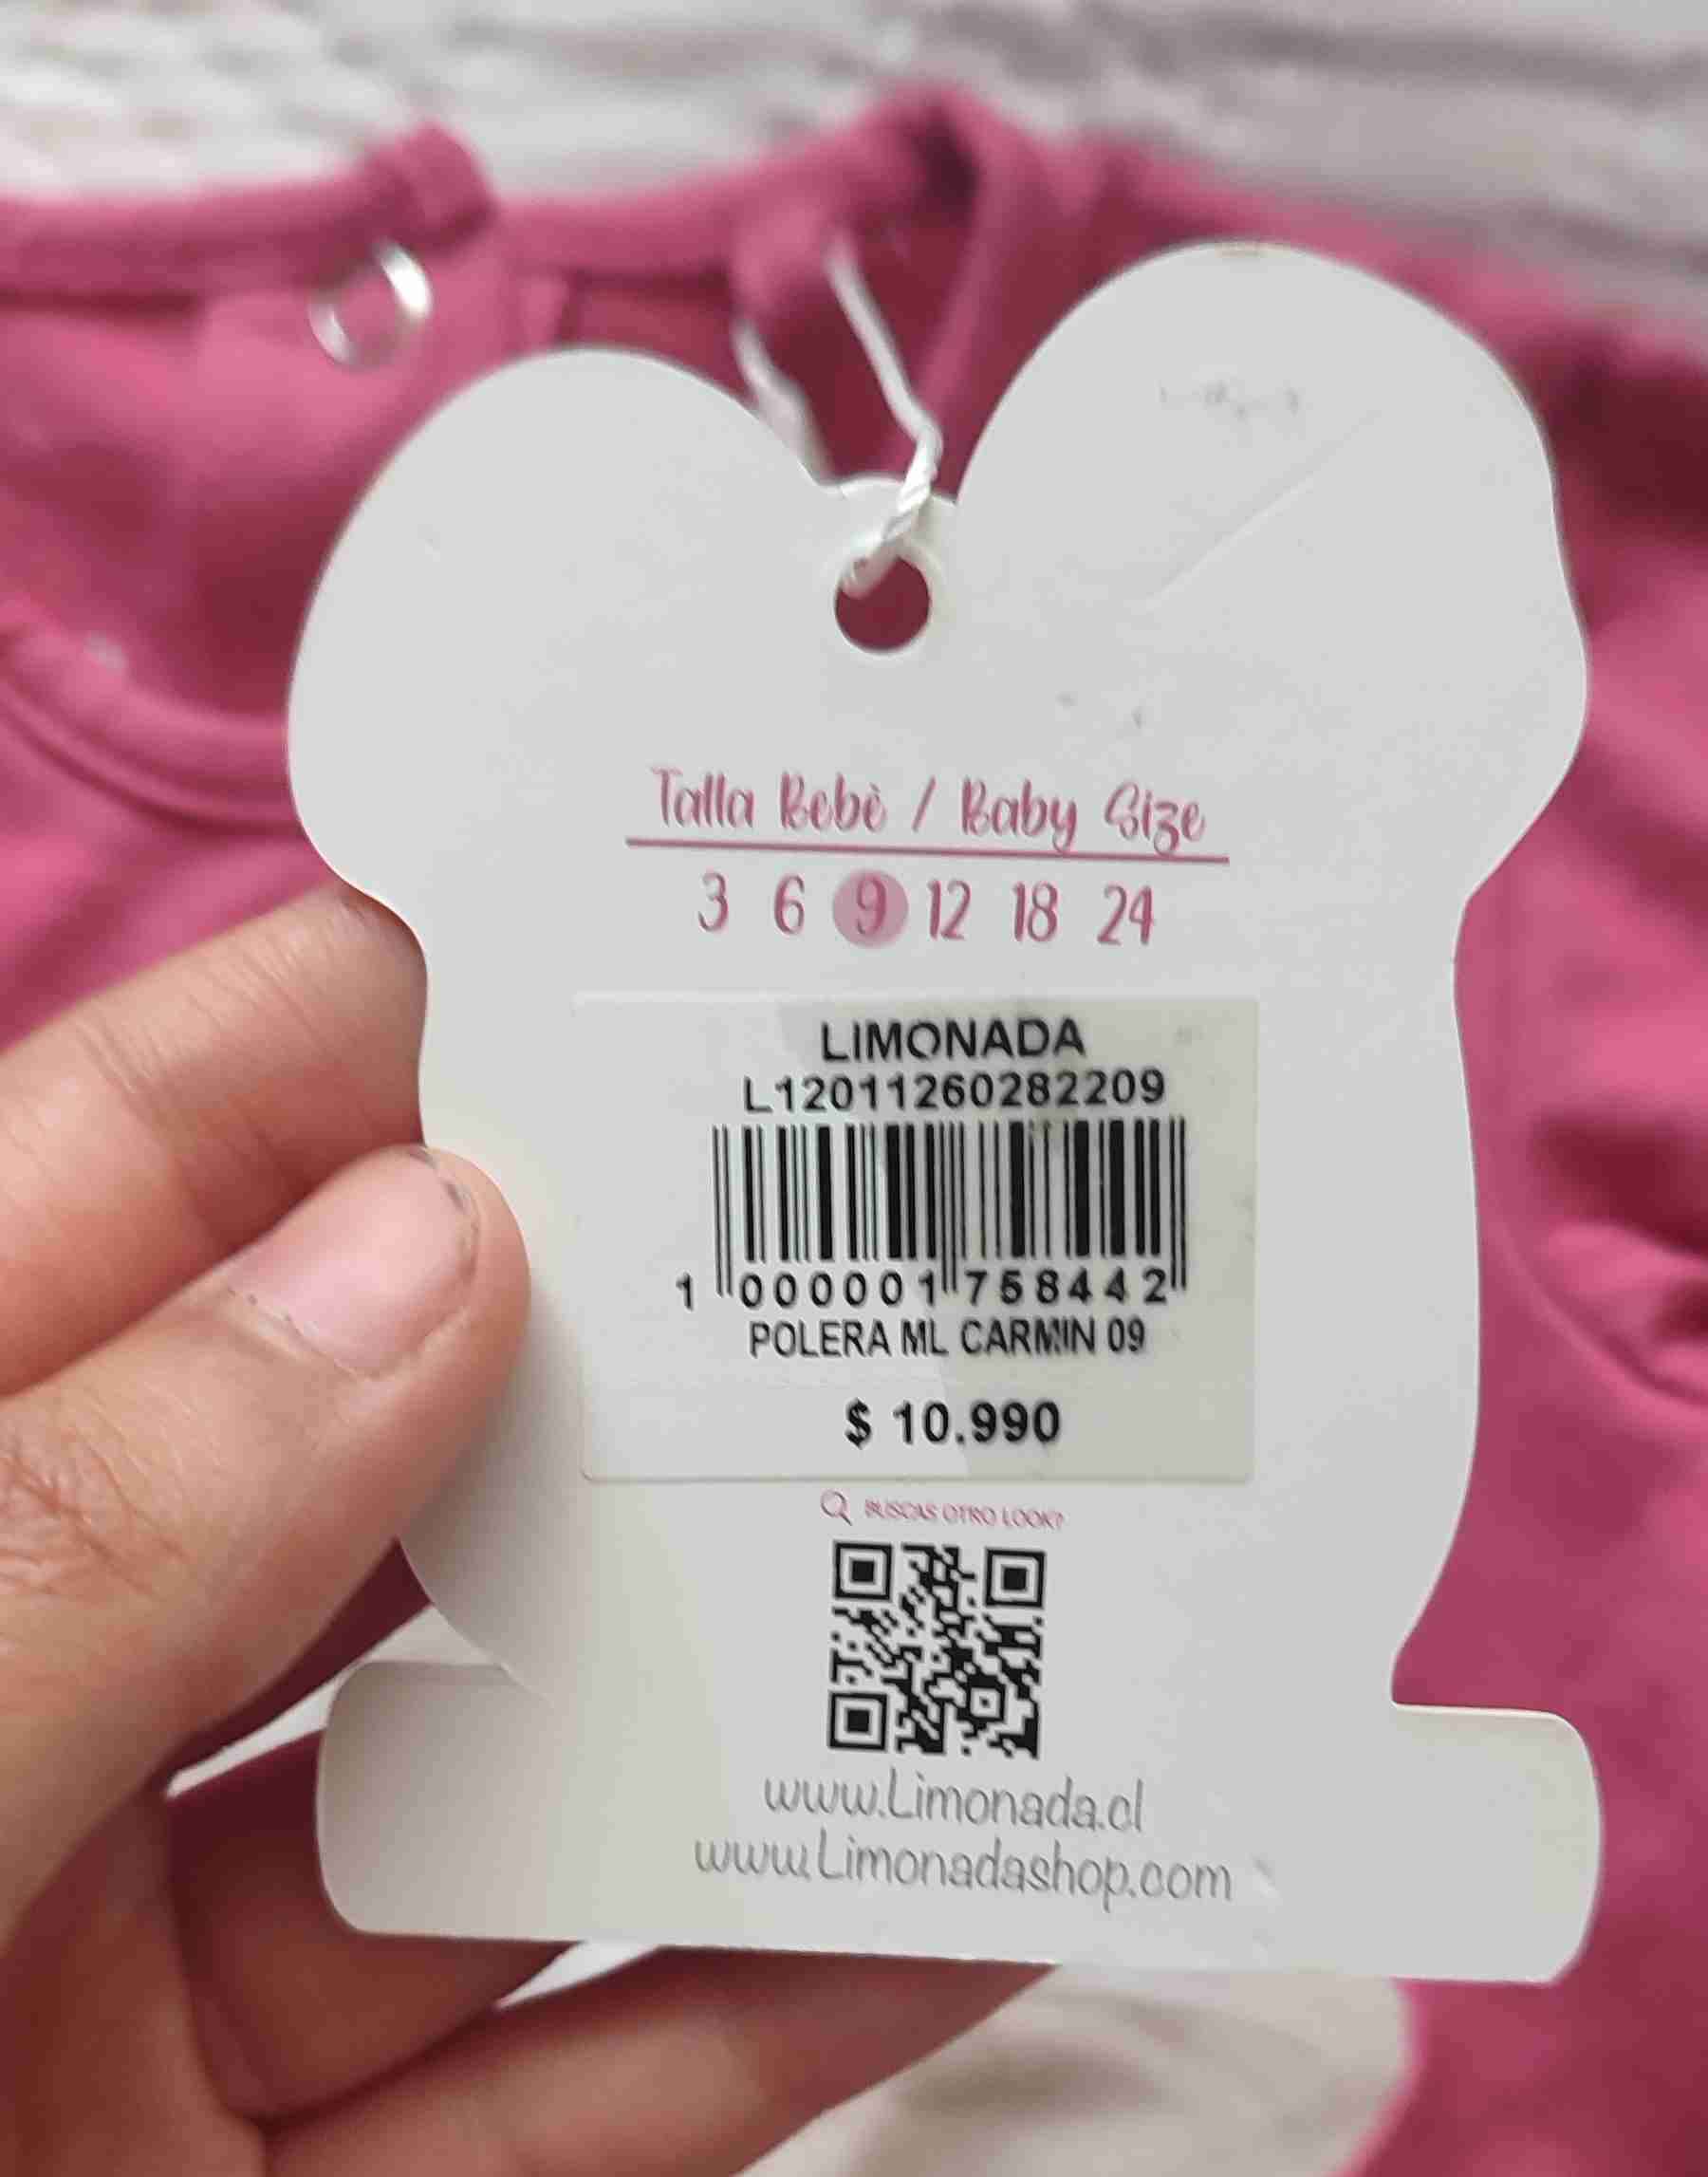 Talla Bebé / Baby Size
3 6 9 12 18 24
LIMONADA
L12011260282209
1 000001 758442
POLERA ML CARMIN 09
$ 10.990
BUSCAS OTRO LOOK?
www.Limonada.cl
www.Limonadashop.com